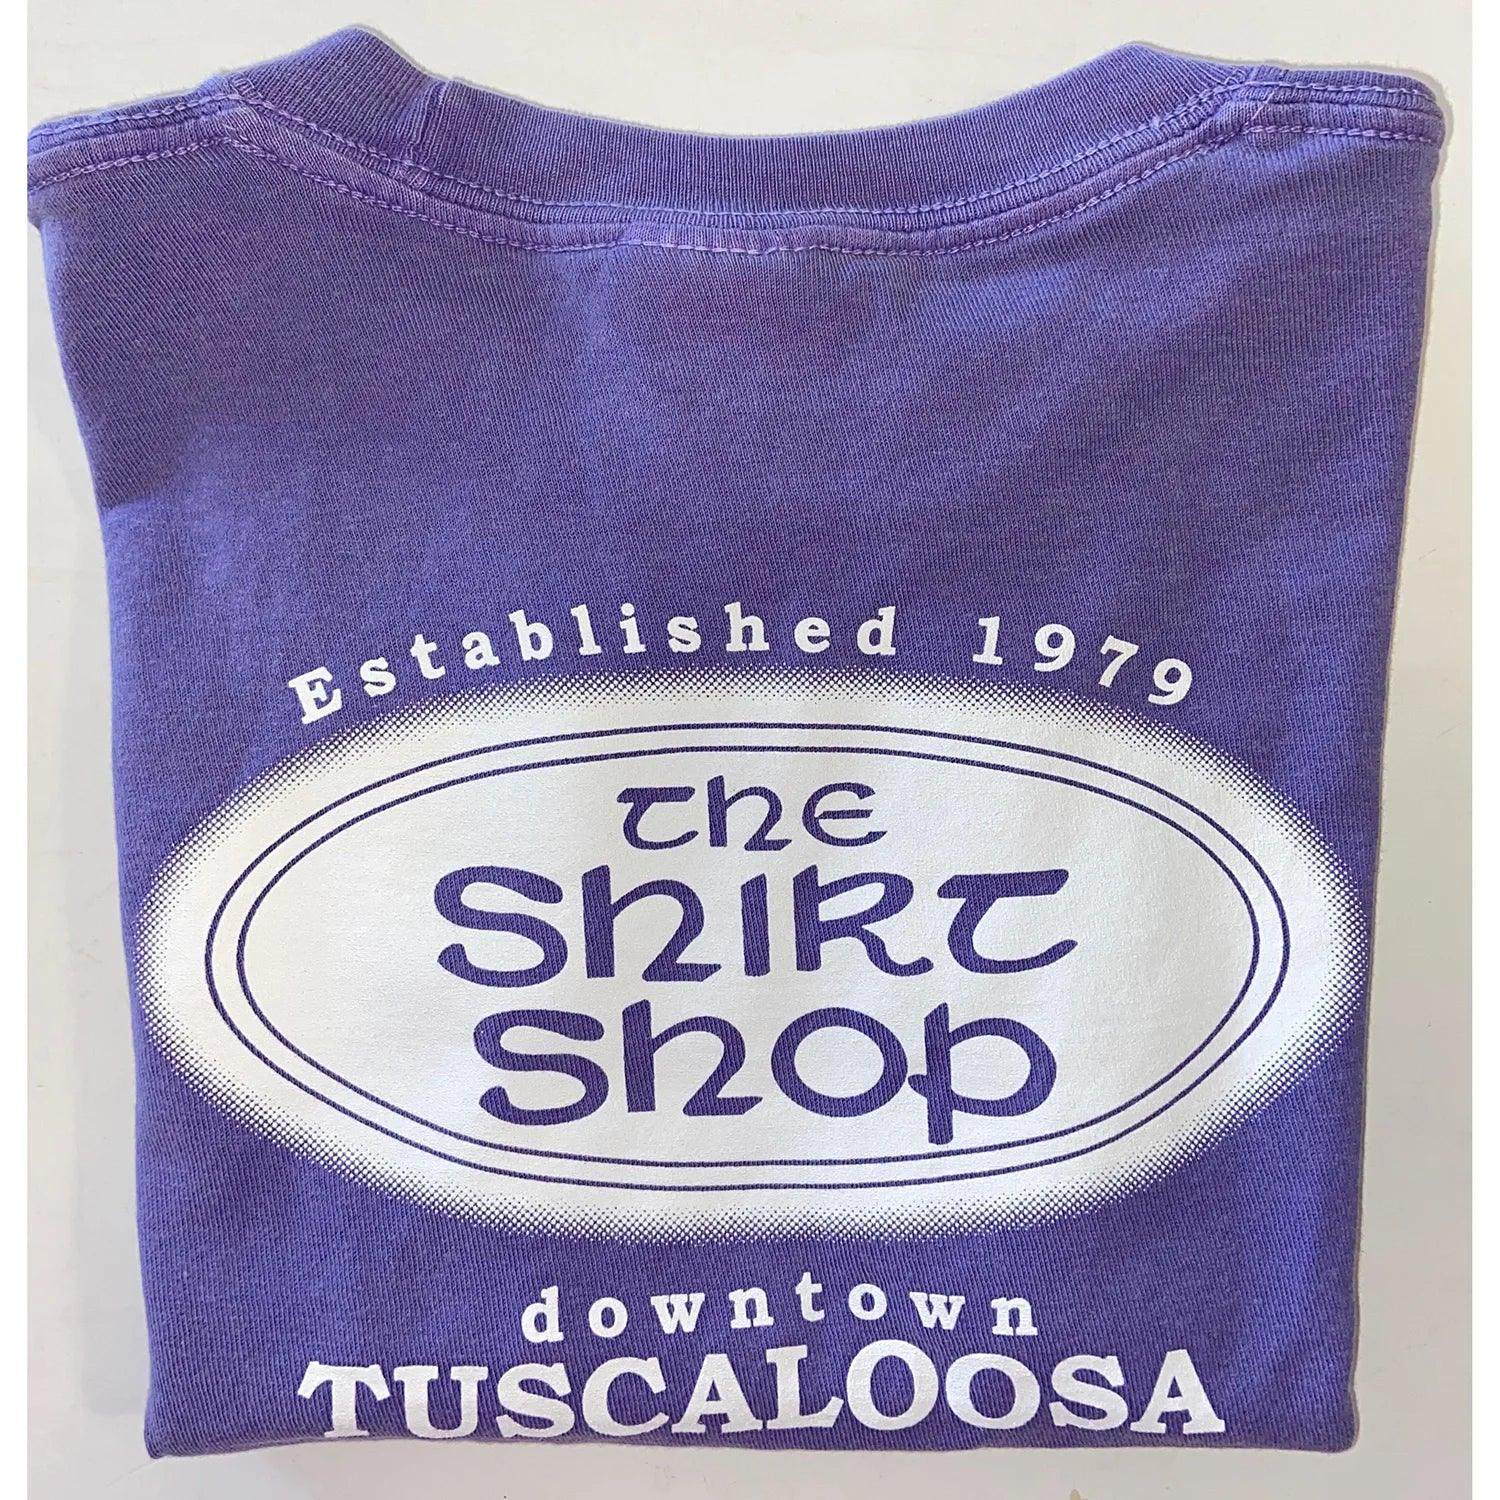 Established 1979
The
Shirt
Shop
downtown
TUSCALOOSA